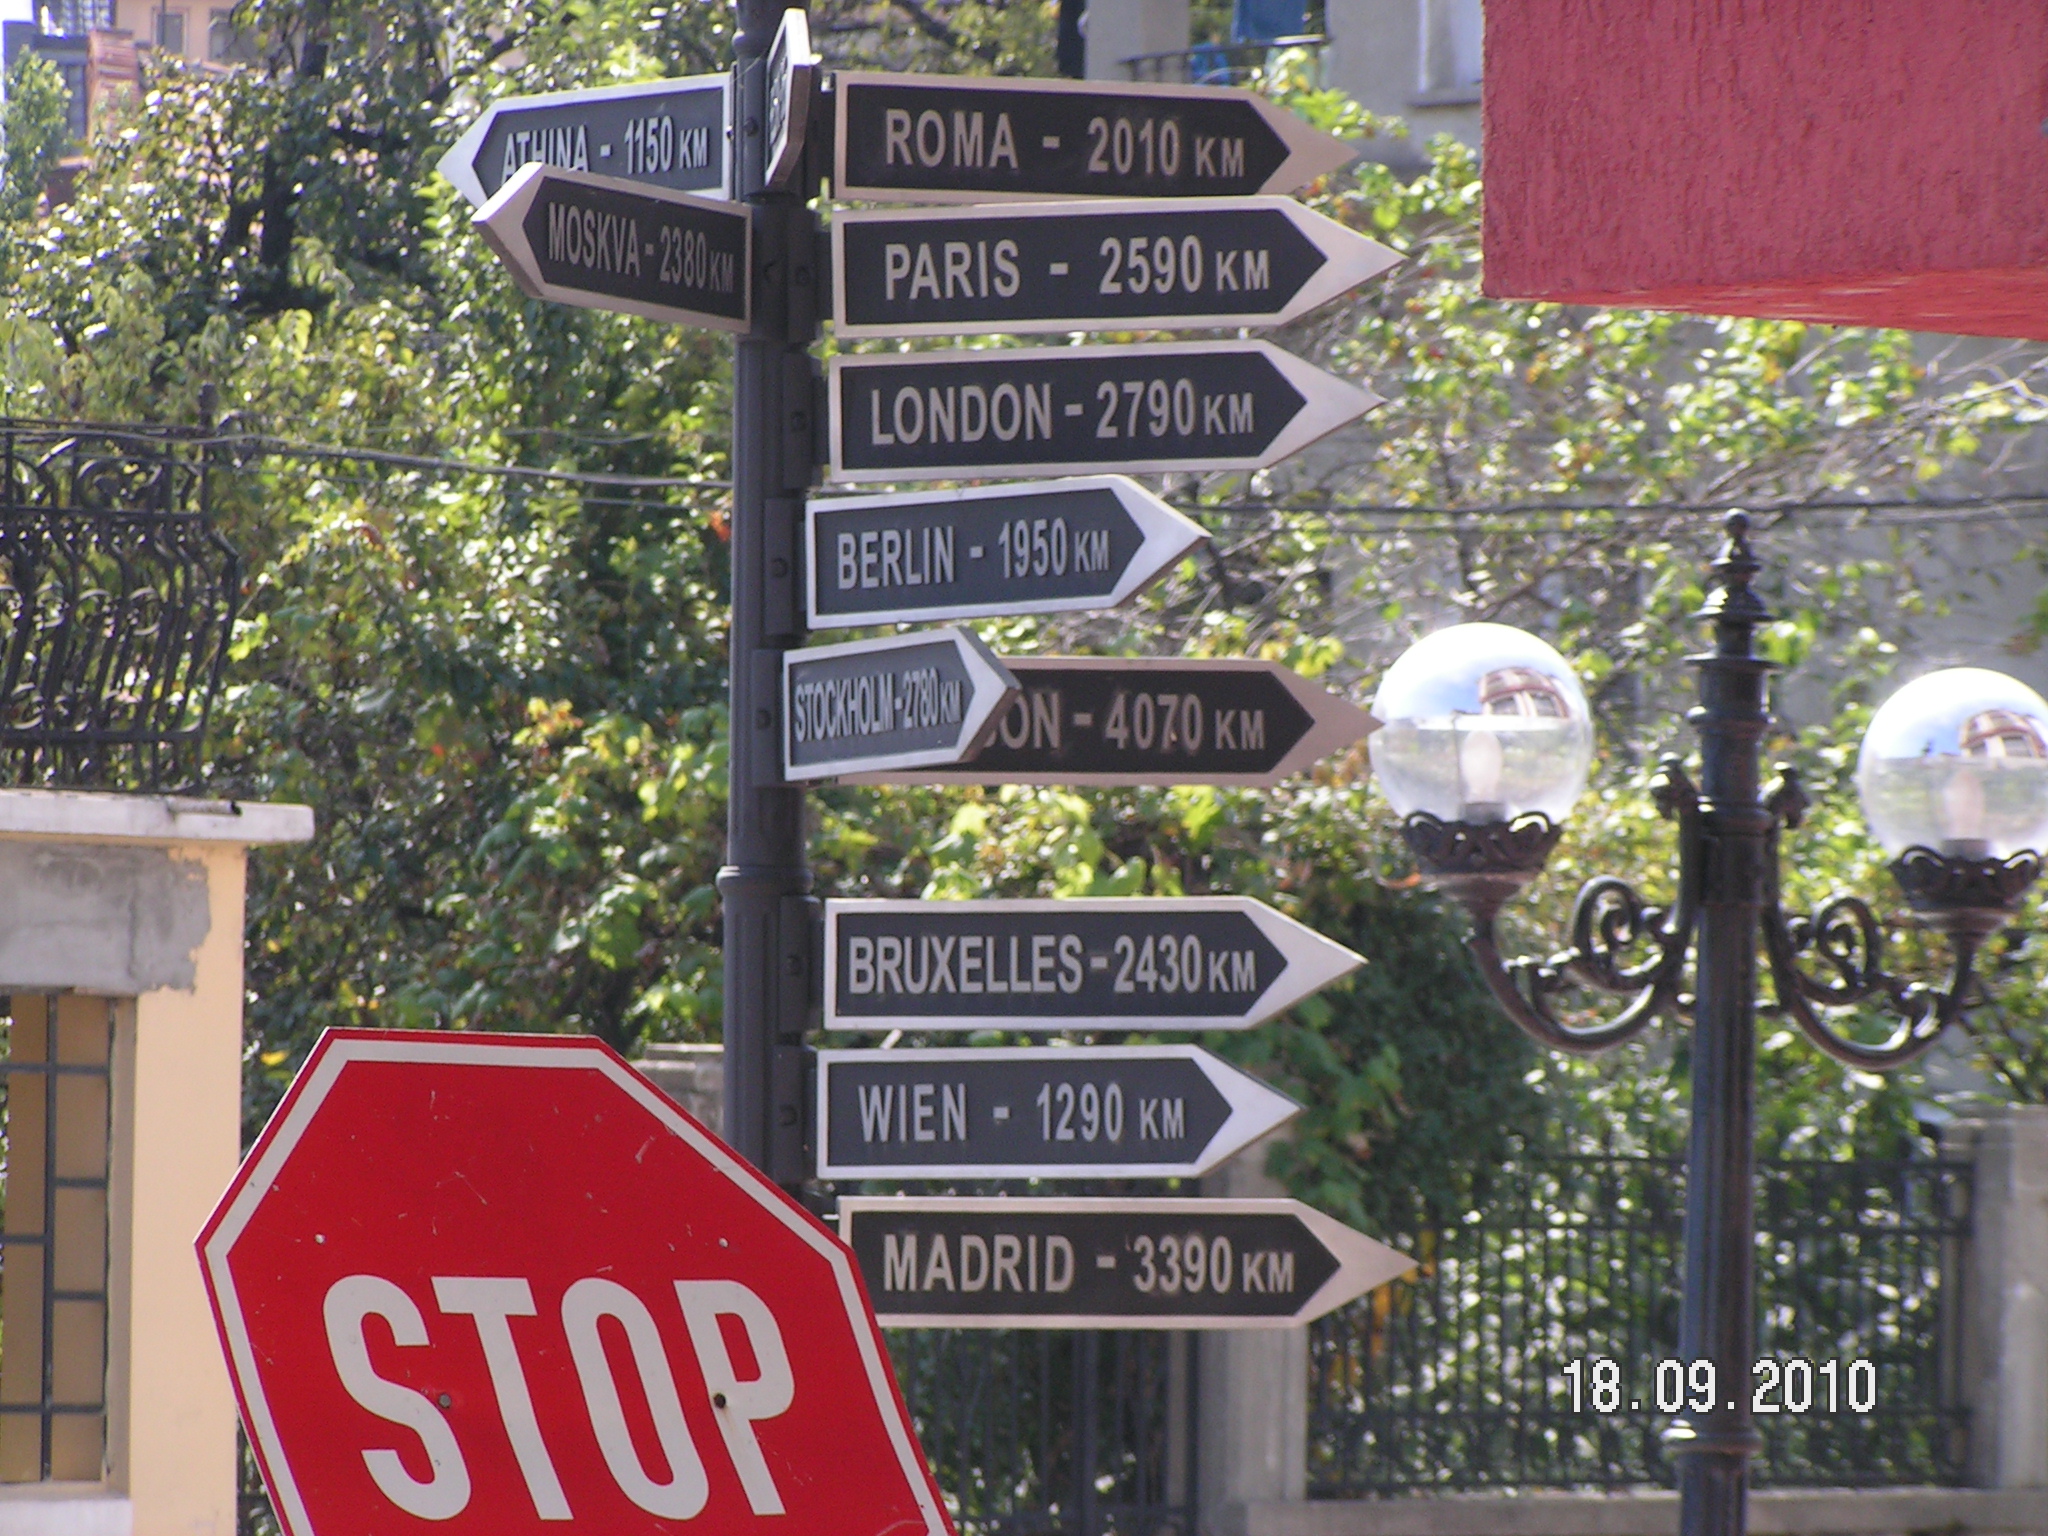 ATHINA - 1150 KM
MOSKVA - 2380 KM
ROMA - 2010 KM
PARIS - 2590 KM
LONDON - 2790 KM
BERLIN - 1950 KM
STOCKHOLM - 2780 KM
ON - 4070 KM
BRUXELLES - 2430 KM
WIEN - 1290 KM
MADRID - 3390 KM
STOP
18.09.2010